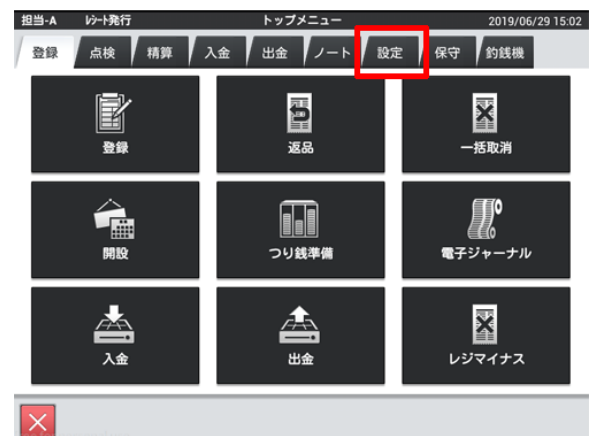 担当-A ﾚｼｰﾄ発行 トップメニュー 2019/06/29 15:02
登録 点検 精算 入金 出金 ノート 設定 保守 釣銭機
登録 返品 一括取消
開設 つり銭準備 電子ジャーナル
入金 出金 レジマイナス